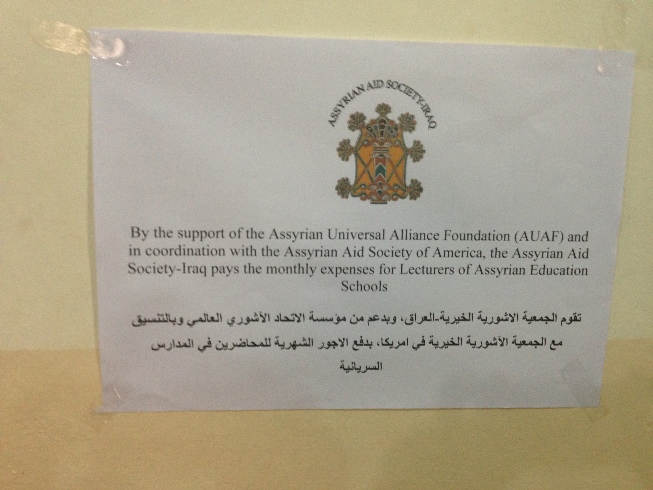 ASSYRIAN AID SOCIETY-IRAQ
By the support of the Assyrian Universal Alliance Foundation (AUAF) and
in coordination with the Assyrian Aid Society of America, the Assyrian Aid
Society-Iraq pays the monthly expenses for Lecturers of Assyrian Education
Schools
تقوم الجمعية الاشورية الخيرية-العراق، وبدعم من مؤسسة الاتحاد الآشوري العالمي وبالتنسيق
مع الجمعية الآشورية الخيرية في امريكا، بدفع الاجور الشهرية للمحاضرين في المدارس
السريانية